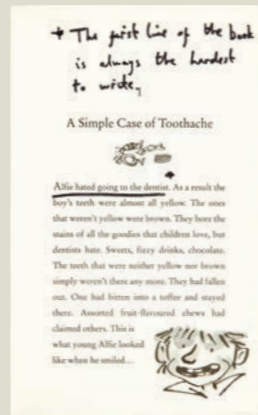 * The first line of the book
is always the hardest
to write,
A Simple Case of Toothache
Alfie hated going to the dentist. As a result the
boy's teeth were almost all yellow. The ones
that weren't yellow were brown. They bore the
stains of all the goodies that children love, but
dentists hate. Sweets, fizzy drinks, chocolate.
The teeth that were neither yellow nor brown
simply weren't there any more. They had fallen
out. One had bitten into a toffee and stayed
there. Assorted fruit-flavoured chews had
claimed others. This is
what young Alfie looked
like when he smiled...